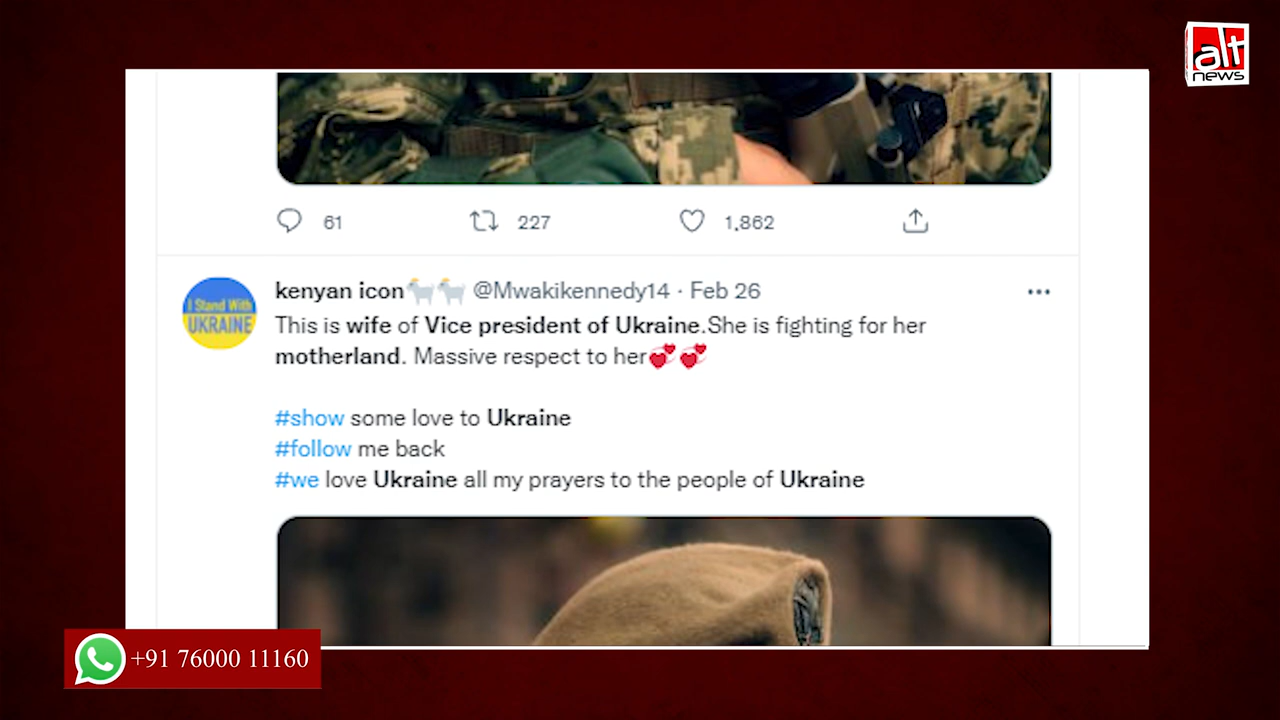 alt
news
61 227 1,862
kenyan icon🐐🐐 @Mwakikennedy14 · Feb 26
I Stand With
UKRAINE
This is wife of Vice president of Ukraine.She is fighting for her
motherland. Massive respect to her💞💞
#show some love to Ukraine
#follow me back
#we love Ukraine all my prayers to the people of Ukraine
+91 76000 11160